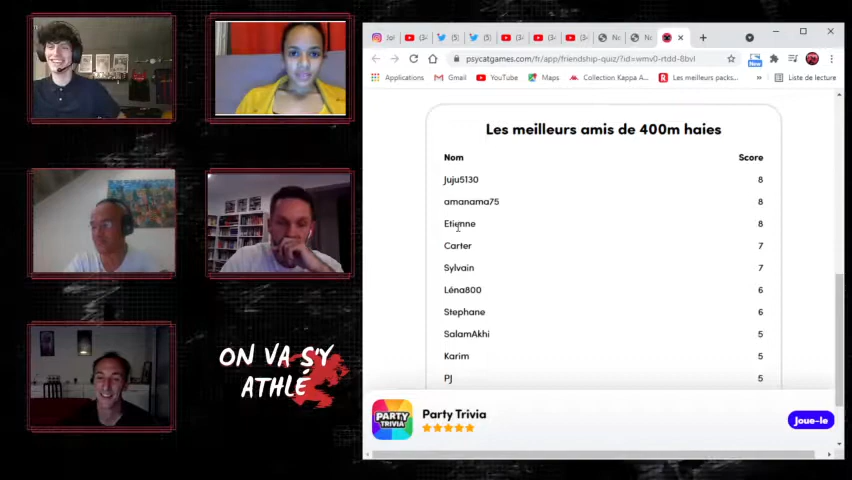 psycatgames.com/fr/app/friendship-quiz/?id=wmv0-rtdd-8bvl
New
Applications
Gmail
YouTube
Maps
Collection Kappa A...
Les meilleurs packs...
Liste de lecture
Les meilleurs amis de 400m haies
Nom Score
Juju5130 8
amanama75 8
Etienne 8
Carter 7
Sylvain 7
Léna800 6
Stephane 6
SalamAkhi 5
Karim 5
PJ 5
ON VA S'Y
ATHLÉ
PARTY
TRIVIA
Party Trivia
Joue-le